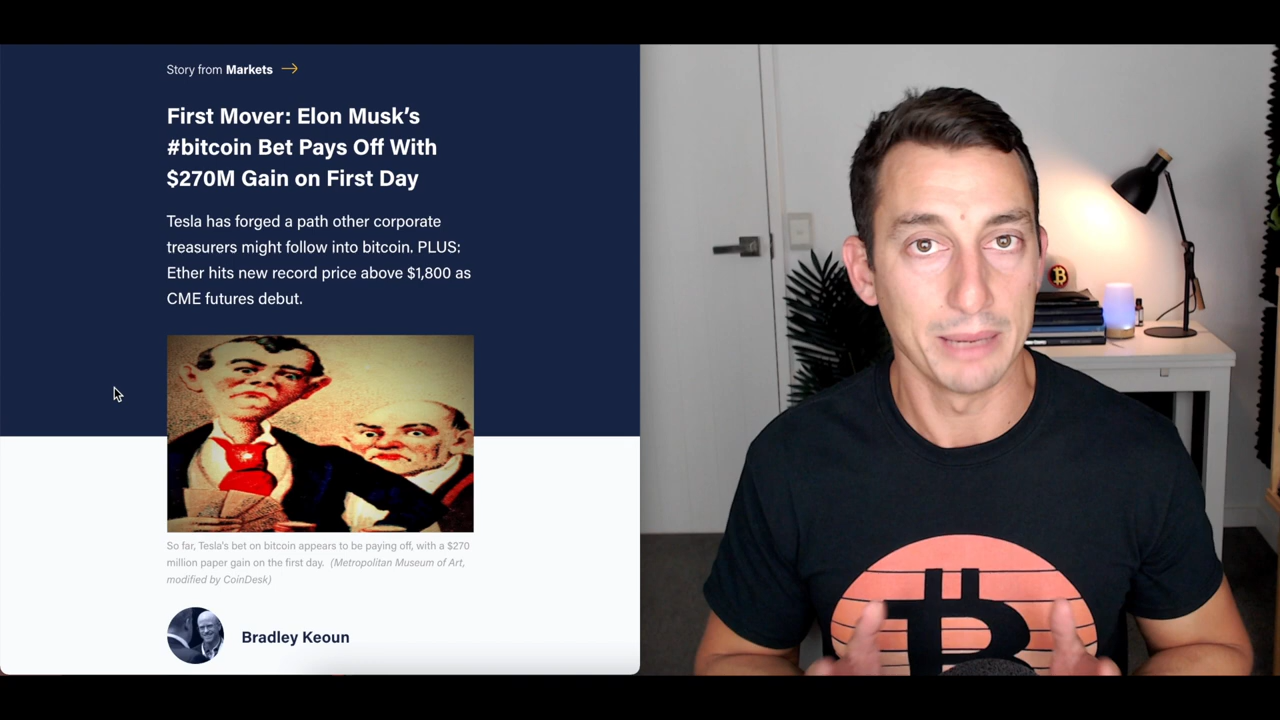 Story from Markets
First Mover: Elon Musk’s
#bitcoin Bet Pays Off With
$270M Gain on First Day
Tesla has forged a path other corporate
treasurers might follow into bitcoin. PLUS:
Ether hits new record price above $1,800 as
CME futures debut.
So far, Tesla's bet on bitcoin appears to be paying off, with a $270
million paper gain on the first day. (Metropolitan Museum of Art,
modified by CoinDesk)
Bradley Keoun